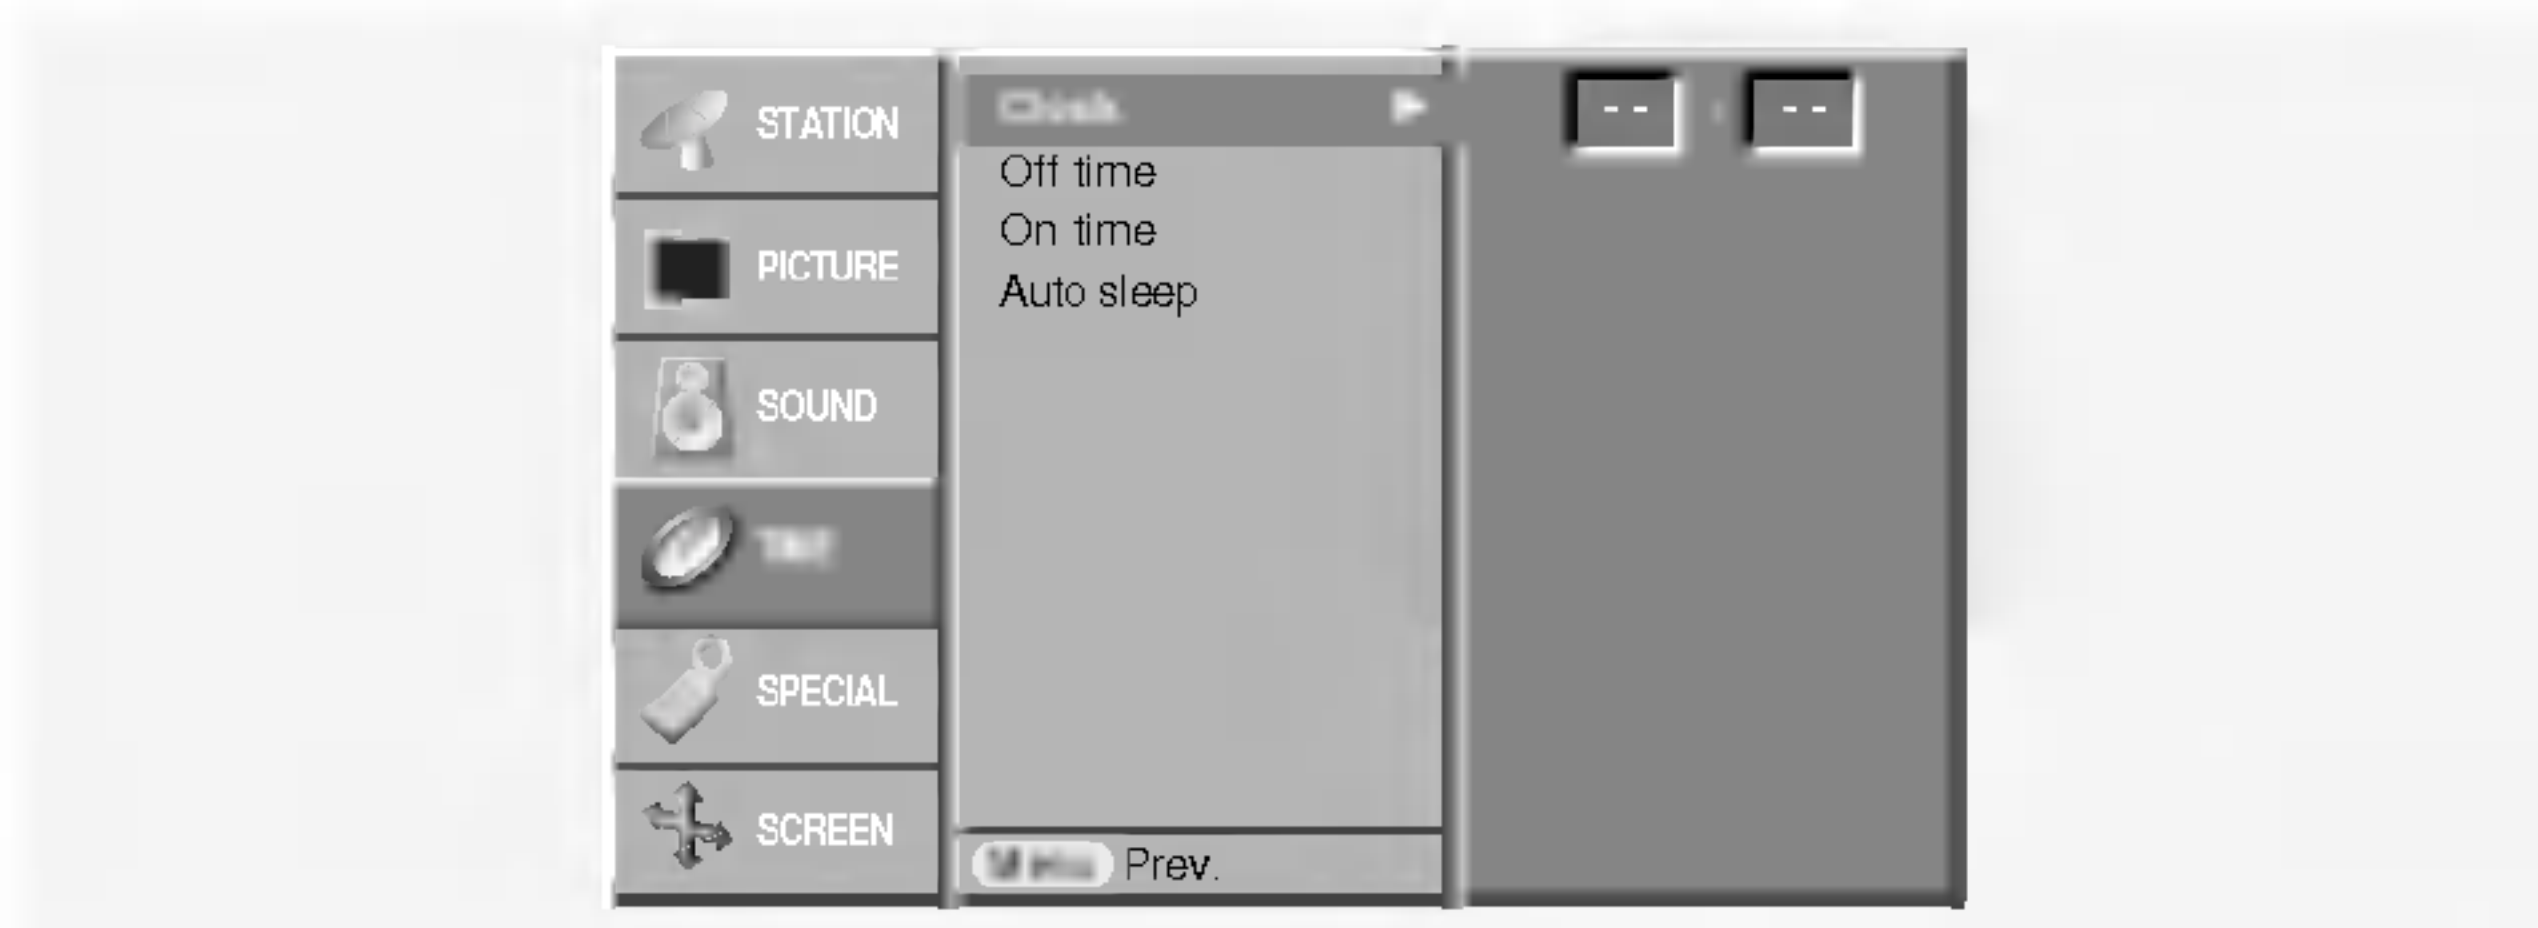 STATION
PICTURE
SOUND
SPECIAL
SCREEN
Off time
On time
Auto sleep
Prev.
-- --